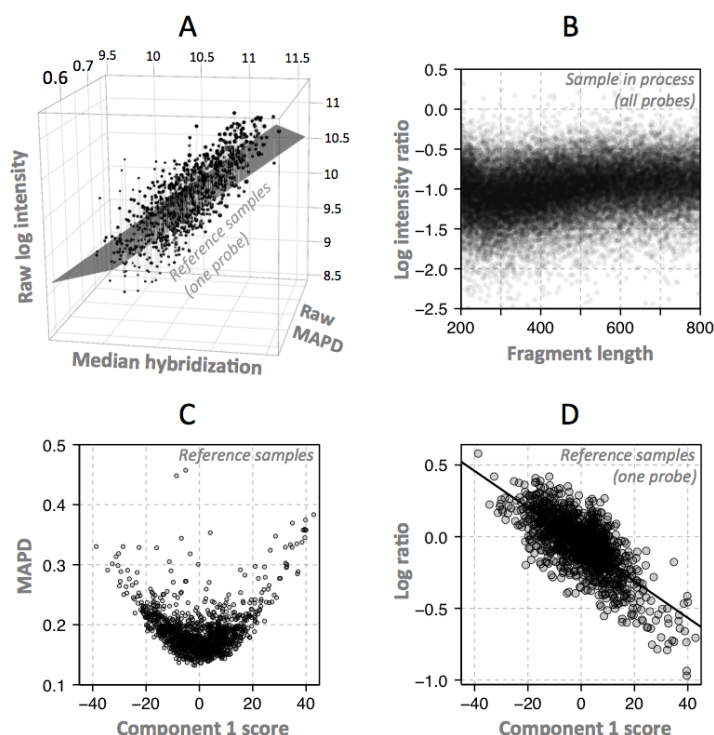 A
0.6 0.7 9.5 10 10.5 11 11.5
11
10.5
10
9.5
9
8.5
Raw log intensity
Reference samples
(one probe)
Raw
MAPD
Median hybridization
B
Sample in process
(all probes)
0.5
0.0
−0.5
−1.0
−1.5
−2.0
−2.5
Log intensity ratio
200 400 600 800
Fragment length
C
Reference samples
0.5
0.4
0.3
0.2
0.1
MAPD
−40 −20 0 20 40
Component 1 score
D
Reference samples
(one probe)
0.5
0.0
−0.5
−1.0
Log ratio
−40 −20 0 20 40
Component 1 score